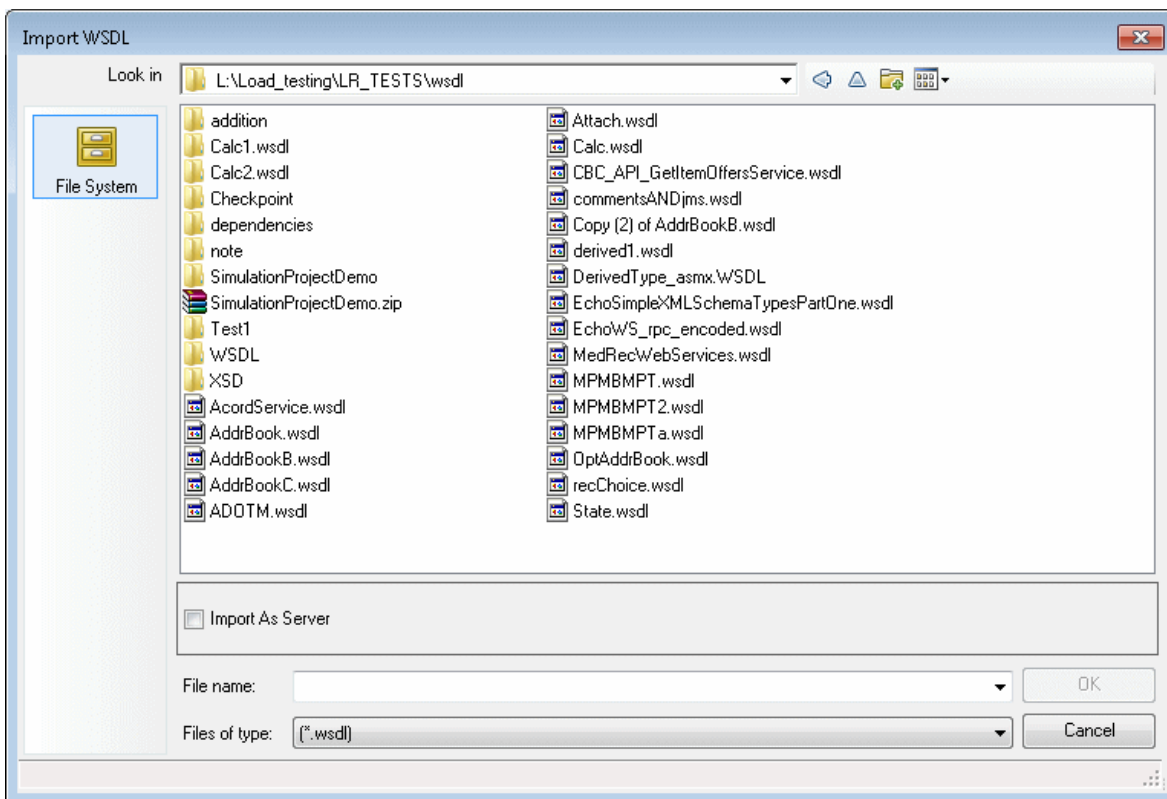 Import WSDL
Look in
L:\Load_testing\LR_TESTS\wsdl
File System
addition
Calc1.wsdl
Calc2.wsdl
Checkpoint
dependencies
note
SimulationProjectDemo
SimulationProjectDemo.zip
Test1
WSDL
XSD
AcordService.wsdl
AddrBook.wsdl
AddrBookB.wsdl
AddrBookC.wsdl
ADOTM.wsdl
Attach.wsdl
Calc.wsdl
CBC_API_GetItemOffersService.wsdl
commentsANDjms.wsdl
Copy (2) of AddrBookB.wsdl
derived1.wsdl
DerivedType_asmx.WSDL
EchoSimpleXMLSchemaTypesPartOne.wsdl
EchoWS_rpc_encoded.wsdl
MedRecWebServices.wsdl
MPMBMPT.wsdl
MPMBMPT2.wsdl
MPMBMPTa.wsdl
OptAddrBook.wsdl
recChoice.wsdl
State.wsdl
Import As Server
File name:
OK
Files of type:
(*.wsdl)
Cancel